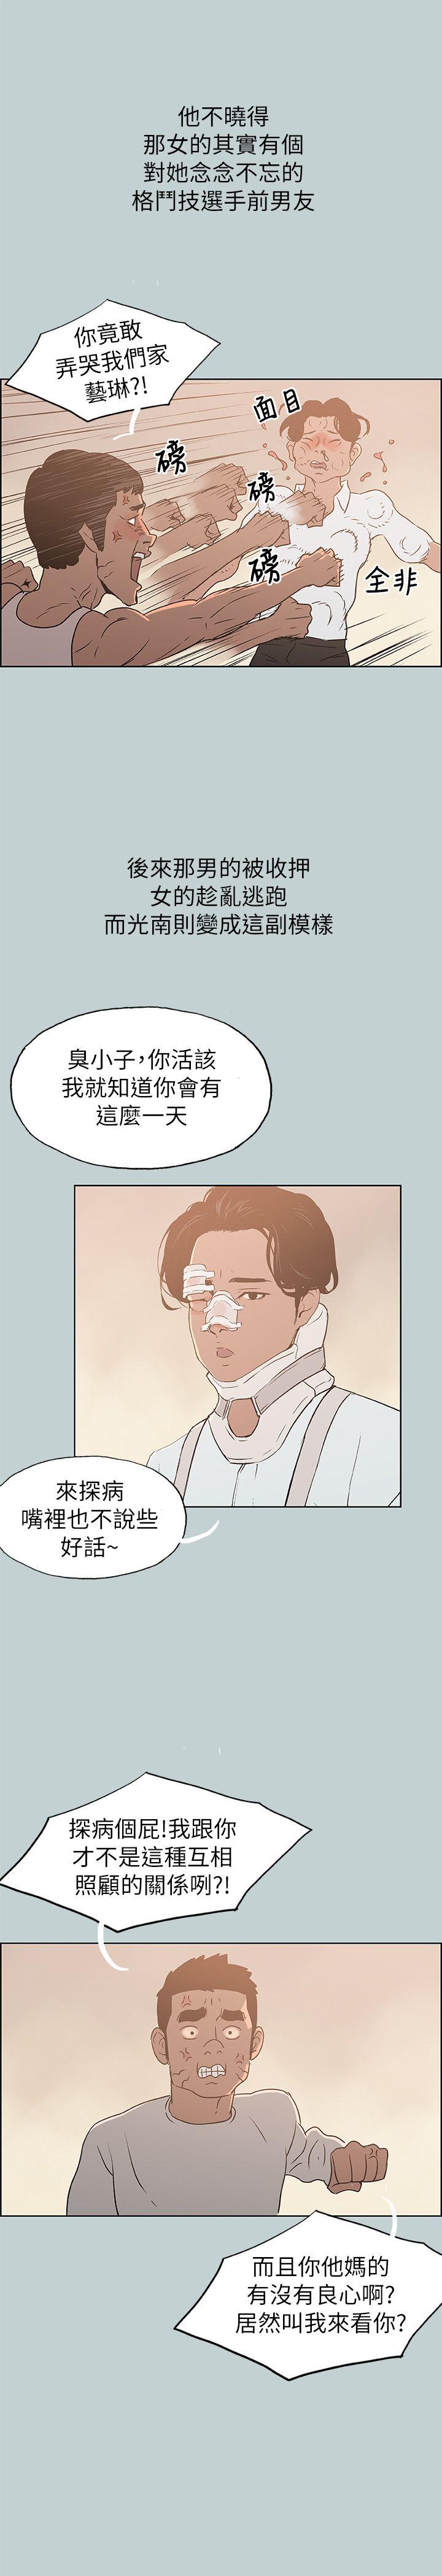 他不曉得
那女的其實有個
對她念念不忘的
格鬥技選手前男友
你竟敢
弄哭我們家
藝琳?!
面目
磅
磅
磅
全非
後來那男的被收押
女的趁亂逃跑
而光南則變成這副模樣
臭小子，你活該
我就知道你會有
這麼一天
來探病
嘴裡也不說些
好話~
探病個屁!我跟你
才不是這種互相
照顧的關係咧?!
而且你他媽的
有沒有良心啊?
居然叫我來看你?